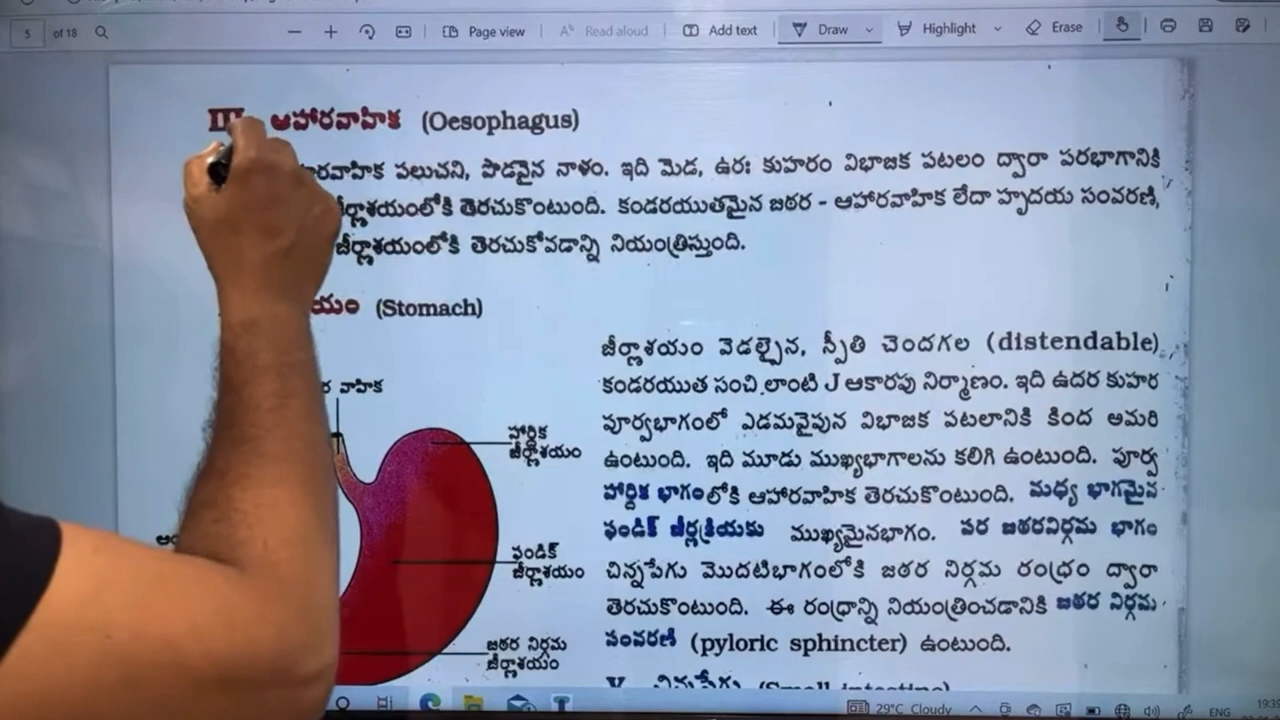 5 of 18 Page view Read aloud Add text Draw Highlight Erase
III ఆహారవాహిక (Oesophagus)
పలుచని, పొడవైన నాళం. ఇది మెడ, ఉరః కుహరం విభాజక పటలం ద్వారా పరభాగానికి
తెరచుకొంటుంది. కండరయుతమైన జఠర - ఆహారవాహిక లేదా హృదయ సంవరణి,
జీర్ణాశయంలోకి తెరచుకోవడాన్ని నియంత్రిస్తుంది.
(Stomach)
జీర్ణాశయం వెడల్పైన, స్పీతి చెందగల (distendable)
కండరయుత సంచి లాంటి J ఆకారపు నిర్మాణం. ఇది ఉదర కుహర
పూర్వభాగంలో ఎడమవైపున విభాజక పటలానికి కింద అమరి
ఉంటుంది. ఇది మూడు ముఖ్యభాగాలను కలిగి ఉంటుంది. పూర్వ
హార్దిక భాగంలోకి ఆహారవాహిక తెరచుకొంటుంది. మధ్య భాగమైన
ఫండిక్ జీర్ణక్రియకు ముఖ్యమైనభాగం. పర జఠరనిర్గమ భాగం
చిన్నపేగు మొదటిభాగంలోకి జఠర నిర్గమ రంధ్రం ద్వారా
తెరచుకొంటుంది. ఈ రంధ్రాన్ని నియంత్రించడానికి జఠర నిర్గమ
సంవరణి (pyloric sphincter) ఉంటుంది.
వాహిక
హార్దిక
జీర్ణాశయం
ఫండిక్
జీర్ణాశయం
జఠర నిర్గమ
జీర్ణాశయం
V చిన్నపేగు (Small intestine)
29°C Cloudy ENG